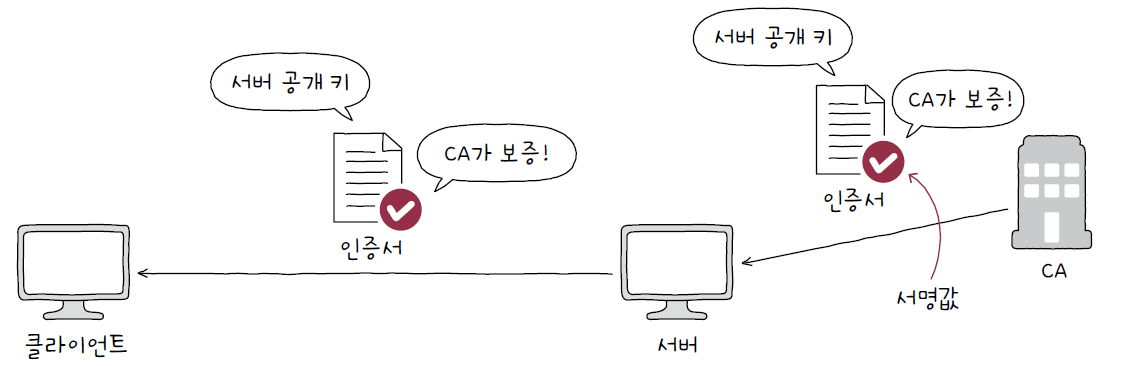 서버 공개 키
CA가 보증!
인증서
서버 공개 키
CA가 보증!
인증서
CA
서명값
클라이언트
서버